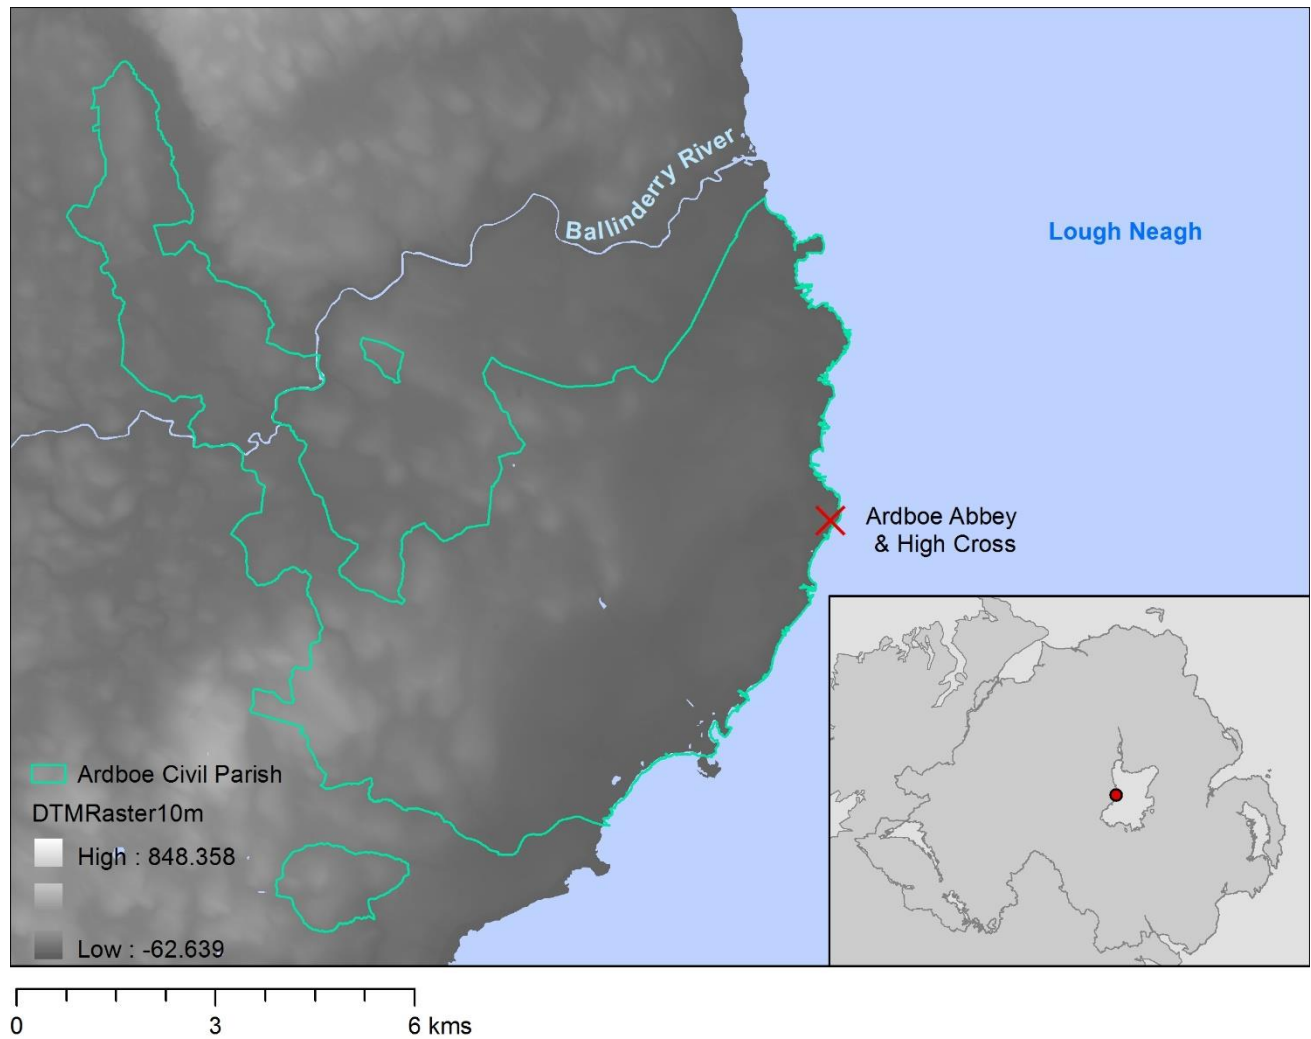 Ballinderry River
Lough Neagh
Ardboe Abbey
& High Cross
Ardboe Civil Parish
DTMRaster10m
High : 848.358
Low : -62.639
0 3 6 kms